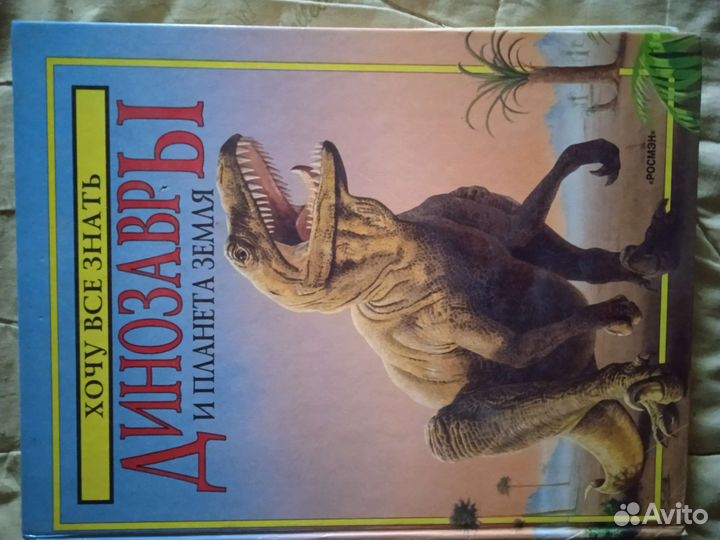 ХОЧУ ВСЕ ЗНАТЬ
ДИНОЗАВРЫ
И ПЛАНЕТА ЗЕМЛЯ
«РОСМЭН»
Avito